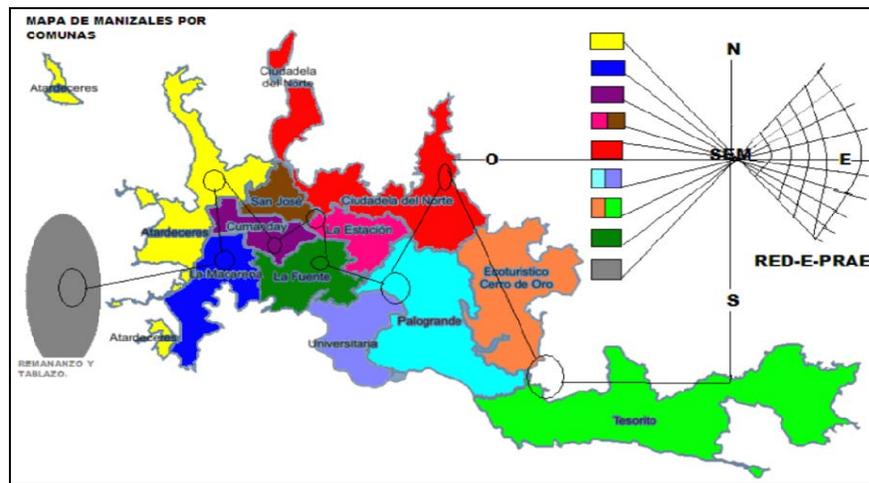 MAPA DE MANIZALES POR
COMUNAS
Atardeceres
Ciudadela
del Norte
N
O
SEM
E
San José
Ciudadela del Norte
Cumanday
La Estación
Atardeceres
La Macarena
La Fuente
Ecoturistico
Cerro de Oro
RED-E-PRAE
S
Palogrande
Atardeceres
Universitaria
REMANANZO Y
TABLAZO.
Tesorito